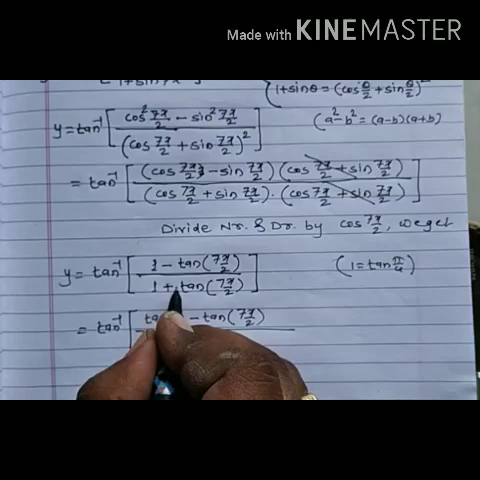 Made with KINEMASTER
[1+sin7x]
{1+sinθ=(cos θ/2+sin θ/2)²
y=tan⁻¹[(cos² 7x/2 - sin² 7x/2)/(cos 7x/2 + sin 7x/2)²]
(a²-b²=(a-b)(a+b)
= tan⁻¹[(cos 7x/2 - sin 7x/2)(cos 7x/2 + sin 7x/2)/(cos 7x/2 + sin 7x/2).(cos 7x/2 + sin 7x/2)]
Divide Nr. & Dr. by cos 7x/2, we get
y= tan⁻¹[(1 - tan(7x/2))/(1 + tan(7x/2))] (1=tan π/4)
= tan⁻¹[ta - tan(7x/2)